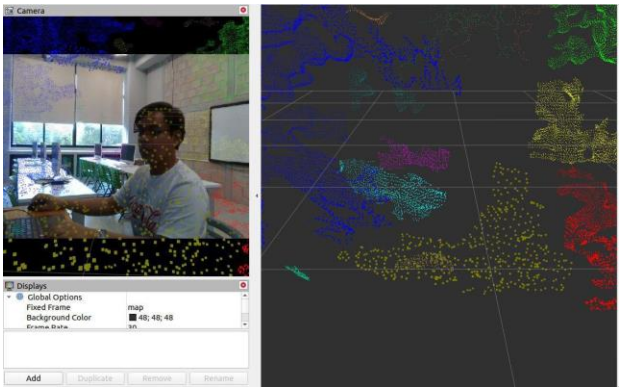 Camera
Displays
Global Options
Fixed Frame map
Background Color 48; 48; 48
Frame Rate 30
Add Duplicate Remove Rename